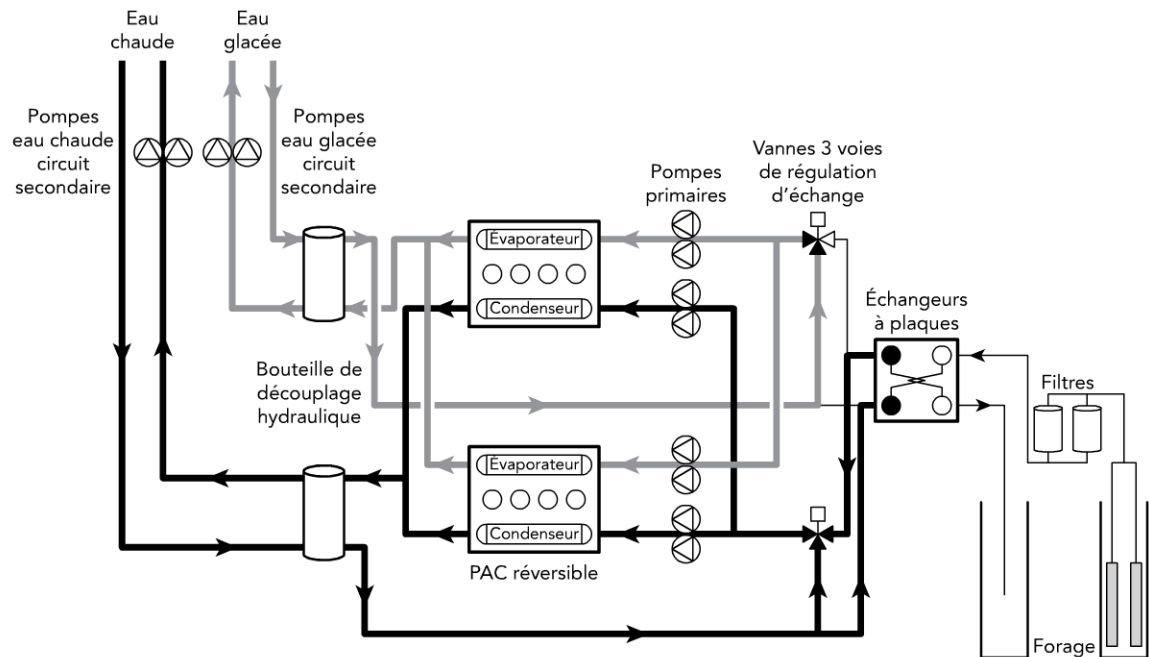 Eau
chaude
Eau
glacée
Pompes
eau chaude
circuit
secondaire
Pompes
eau glacée
circuit
secondaire
Pompes
primaires
Vannes 3 voies
de régulation
d'échange
Évaporateur
Condenseur
Échangeurs
à plaques
Bouteille de
découplage
hydraulique
Filtres
Évaporateur
Condenseur
PAC réversible
Forage